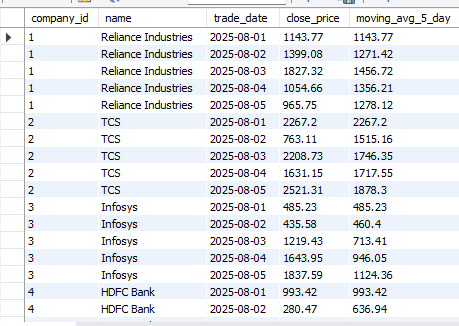 company_id name trade_date close_price moving_avg_5_day
1 Reliance Industries 2025-08-01 1143.77 1143.77
1 Reliance Industries 2025-08-02 1399.08 1271.42
1 Reliance Industries 2025-08-03 1827.32 1456.72
1 Reliance Industries 2025-08-04 1054.66 1356.21
1 Reliance Industries 2025-08-05 965.75 1278.12
2 TCS 2025-08-01 2267.2 2267.2
2 TCS 2025-08-02 763.11 1515.16
2 TCS 2025-08-03 2208.73 1746.35
2 TCS 2025-08-04 1631.15 1717.55
2 TCS 2025-08-05 2521.31 1878.3
3 Infosys 2025-08-01 485.23 485.23
3 Infosys 2025-08-02 435.58 460.4
3 Infosys 2025-08-03 1219.43 713.41
3 Infosys 2025-08-04 1643.95 946.05
3 Infosys 2025-08-05 1837.59 1124.36
4 HDFC Bank 2025-08-01 993.42 993.42
4 HDFC Bank 2025-08-02 280.47 636.94